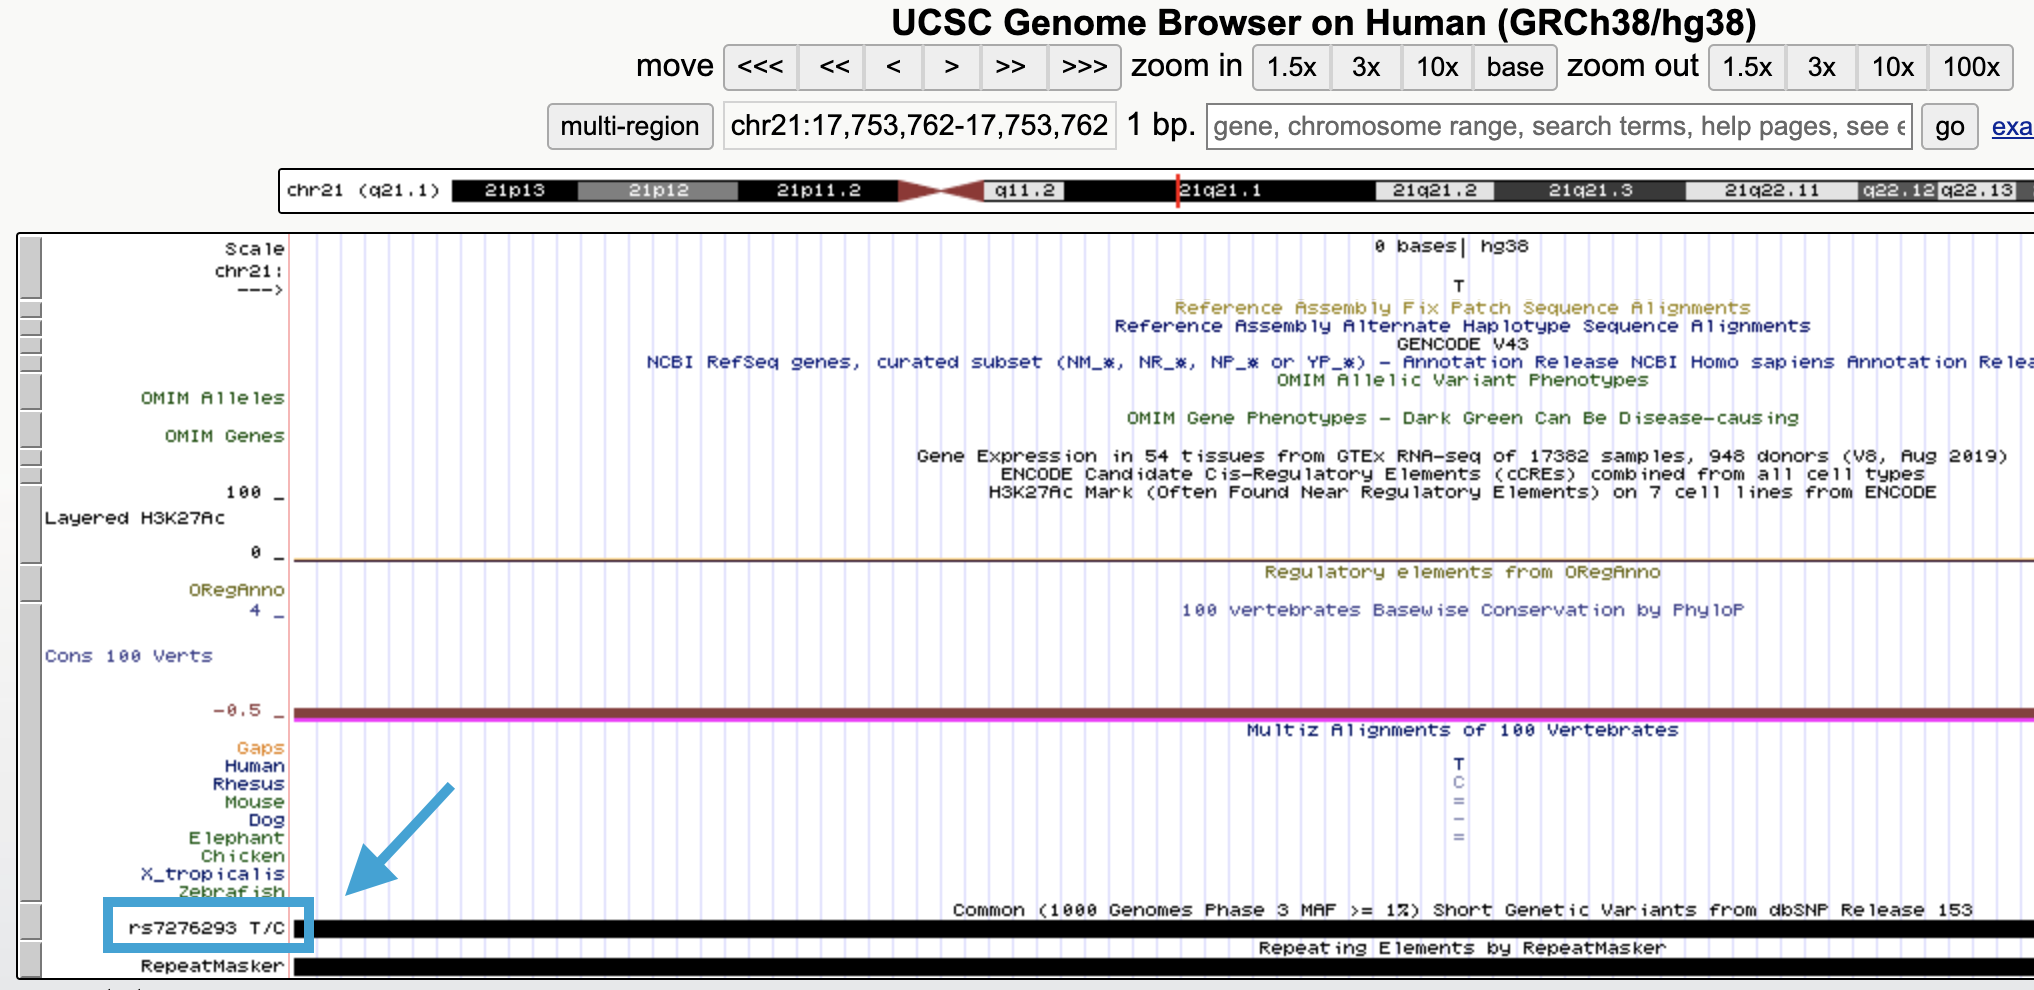 UCSC Genome Browser on Human (GRCh38/hg38)
move <<< << < > >> >>> zoom in 1.5x 3x 10x base zoom out 1.5x 3x 10x 100x
multi-region chr21:17,753,762-17,753,762 1 bp. gene, chromosome range, search terms, help pages, see e go exa
chr21 (q21.1) 21p13 21p12 21p11.2 q11.2 21q21.1 21q21.2 21q21.3 21q22.11 q22.12 q22.13
Scale 0 bases| hg38
chr21:
---> T
Reference Assembly Fix Patch Sequence Alignments
Reference Assembly Alternate Haplotype Sequence Alignments
GENCODE V43
NCBI RefSeq genes, curated subset (NM_*, NR_*, NP_* or YP_*) - Annotation Release NCBI Homo sapiens Annotation Relea
OMIM Allelic Variant Phenotypes
OMIM Alleles
OMIM Gene Phenotypes - Dark Green Can Be Disease-causing
OMIM Genes
Gene Expression in 54 tissues from GTEx RNA-seq of 17382 samples, 948 donors (V8, Aug 2019)
ENCODE Candidate Cis-Regulatory Elements (cCREs) combined from all cell types
100 _ H3K27Ac Mark (Often Found Near Regulatory Elements) on 7 cell lines from ENCODE
Layered H3K27Ac
0 _
Regulatory elements from ORegAnno
ORegAnno
4 _ 100 vertebrates Basewise Conservation by PhyloP
Cons 100 Verts
-0.5 _
Multiz Alignments of 100 Vertebrates
Gaps
Human T
Rhesus C
Mouse =
Dog -
Elephant =
Chicken
X_tropicalis
Zebrafish
Common (1000 Genomes Phase 3 MAF >= 1%) Short Genetic Variants from dbSNP Release 153
rs7276293 T/C
Repeating Elements by RepeatMasker
RepeatMasker